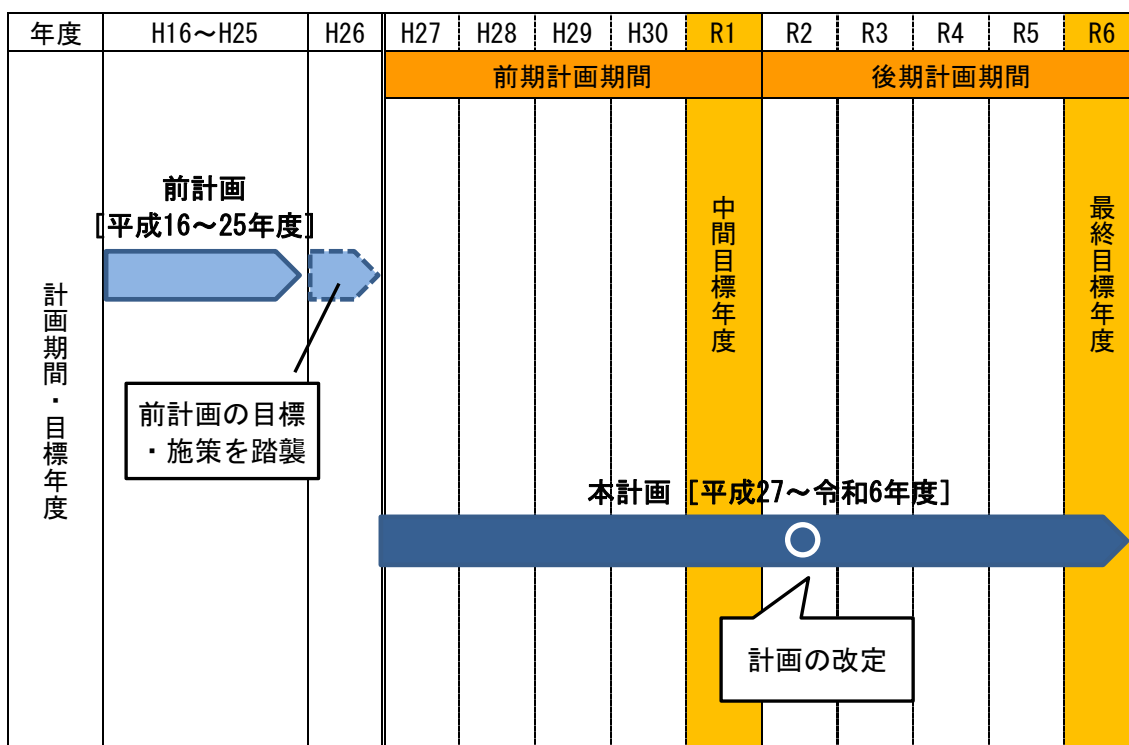 年度 H16～H25 H26 H27 H28 H29 H30 R1 R2 R3 R4 R5 R6
前期計画期間 後期計画期間
計画期間・目標年度
前計画
[平成16～25年度]
前計画の目標
・施策を踏襲
中間目標年度
最終目標年度
本計画 [平成27～令和6年度]
計画の改定